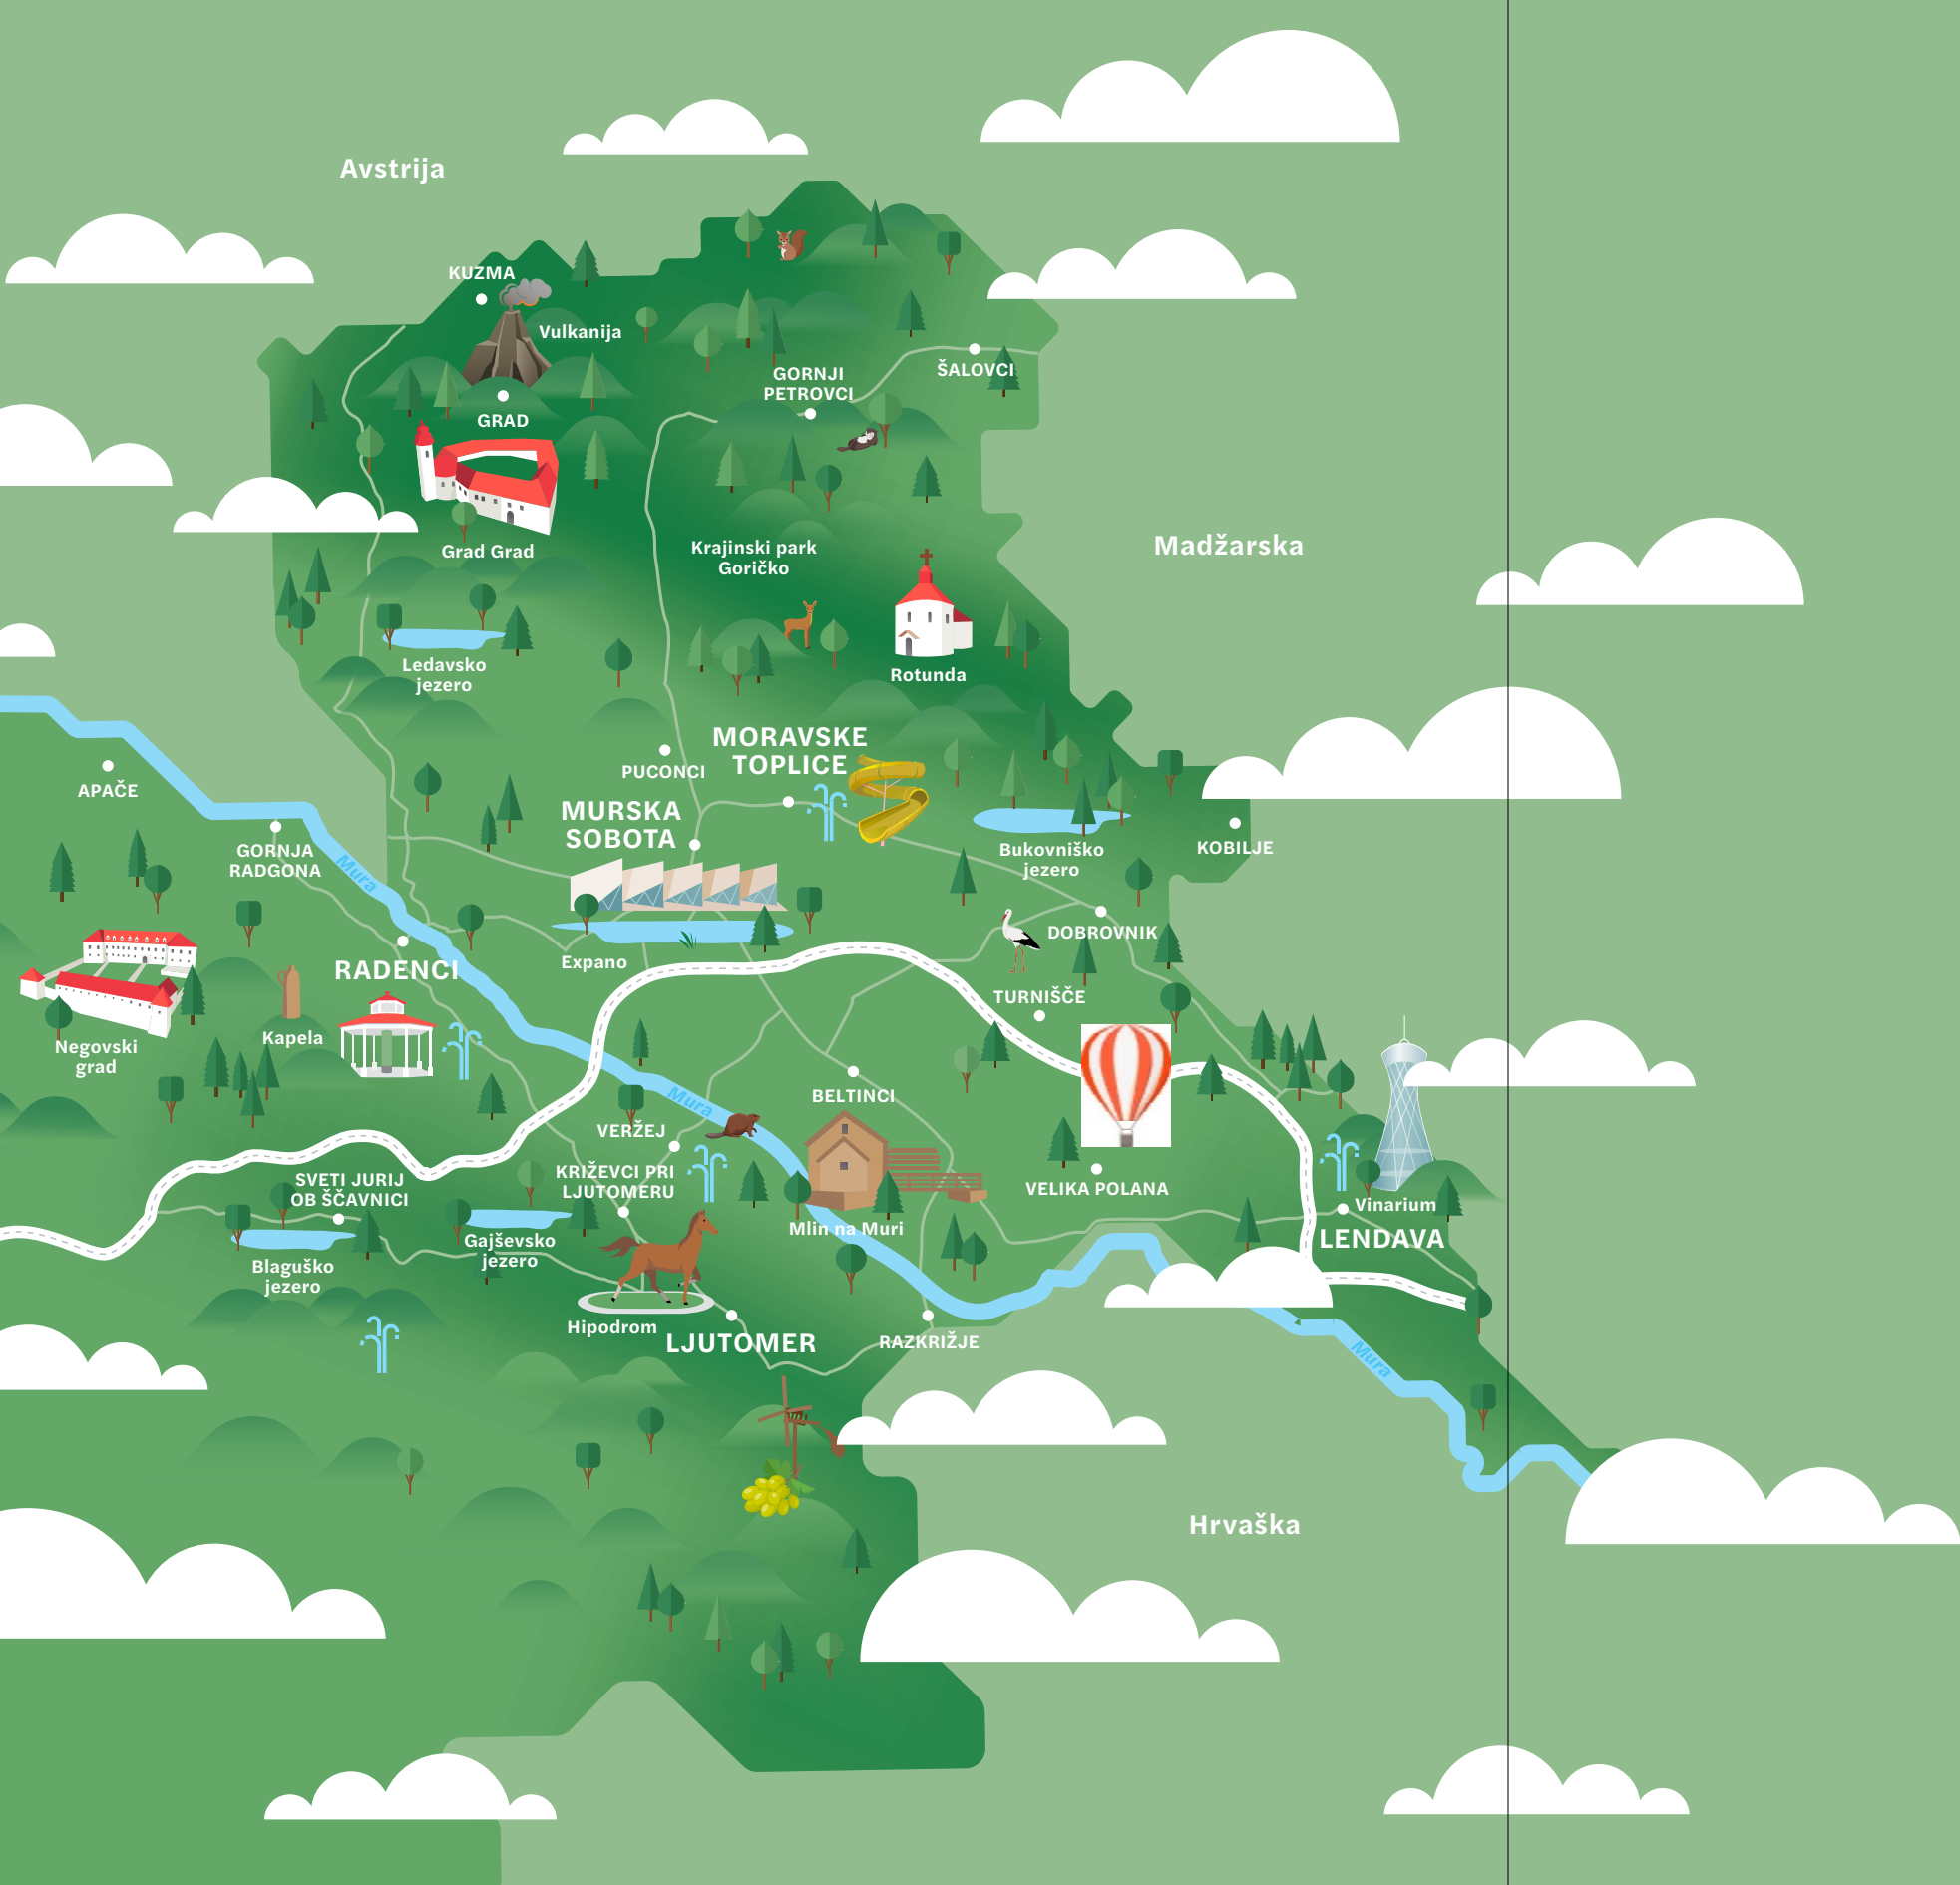 Avstrija
KUZMA
Vulkanija
GORNJI
PETROVCI
ŠALOVCI
GRAD
Grad Grad
Krajinski park
Goričko
Madžarska
Ledavsko
jezero
Rotunda
MORAVSKE
TOPLICE
PUCONCI
APAČE
MURSKA
SOBOTA
GORNJA
RADGONA
Mura
Bukovniško
jezero
KOBILJE
DOBROVNIK
Expano
RADENCI
TURNIŠČE
Kapela
Negovski
grad
Mura
BELTINCI
VERŽEJ
SVETI JURIJ
OB ŠČAVNICI
KRIŽEVCI PRI
LJUTOMERU
VELIKA POLANA
Vinarium
Mlin na Muri
LENDAVA
Gajševsko
jezero
Blaguško
jezero
Hipodrom
LJUTOMER
RAZKRIŽJE
Mura
Hrvaška